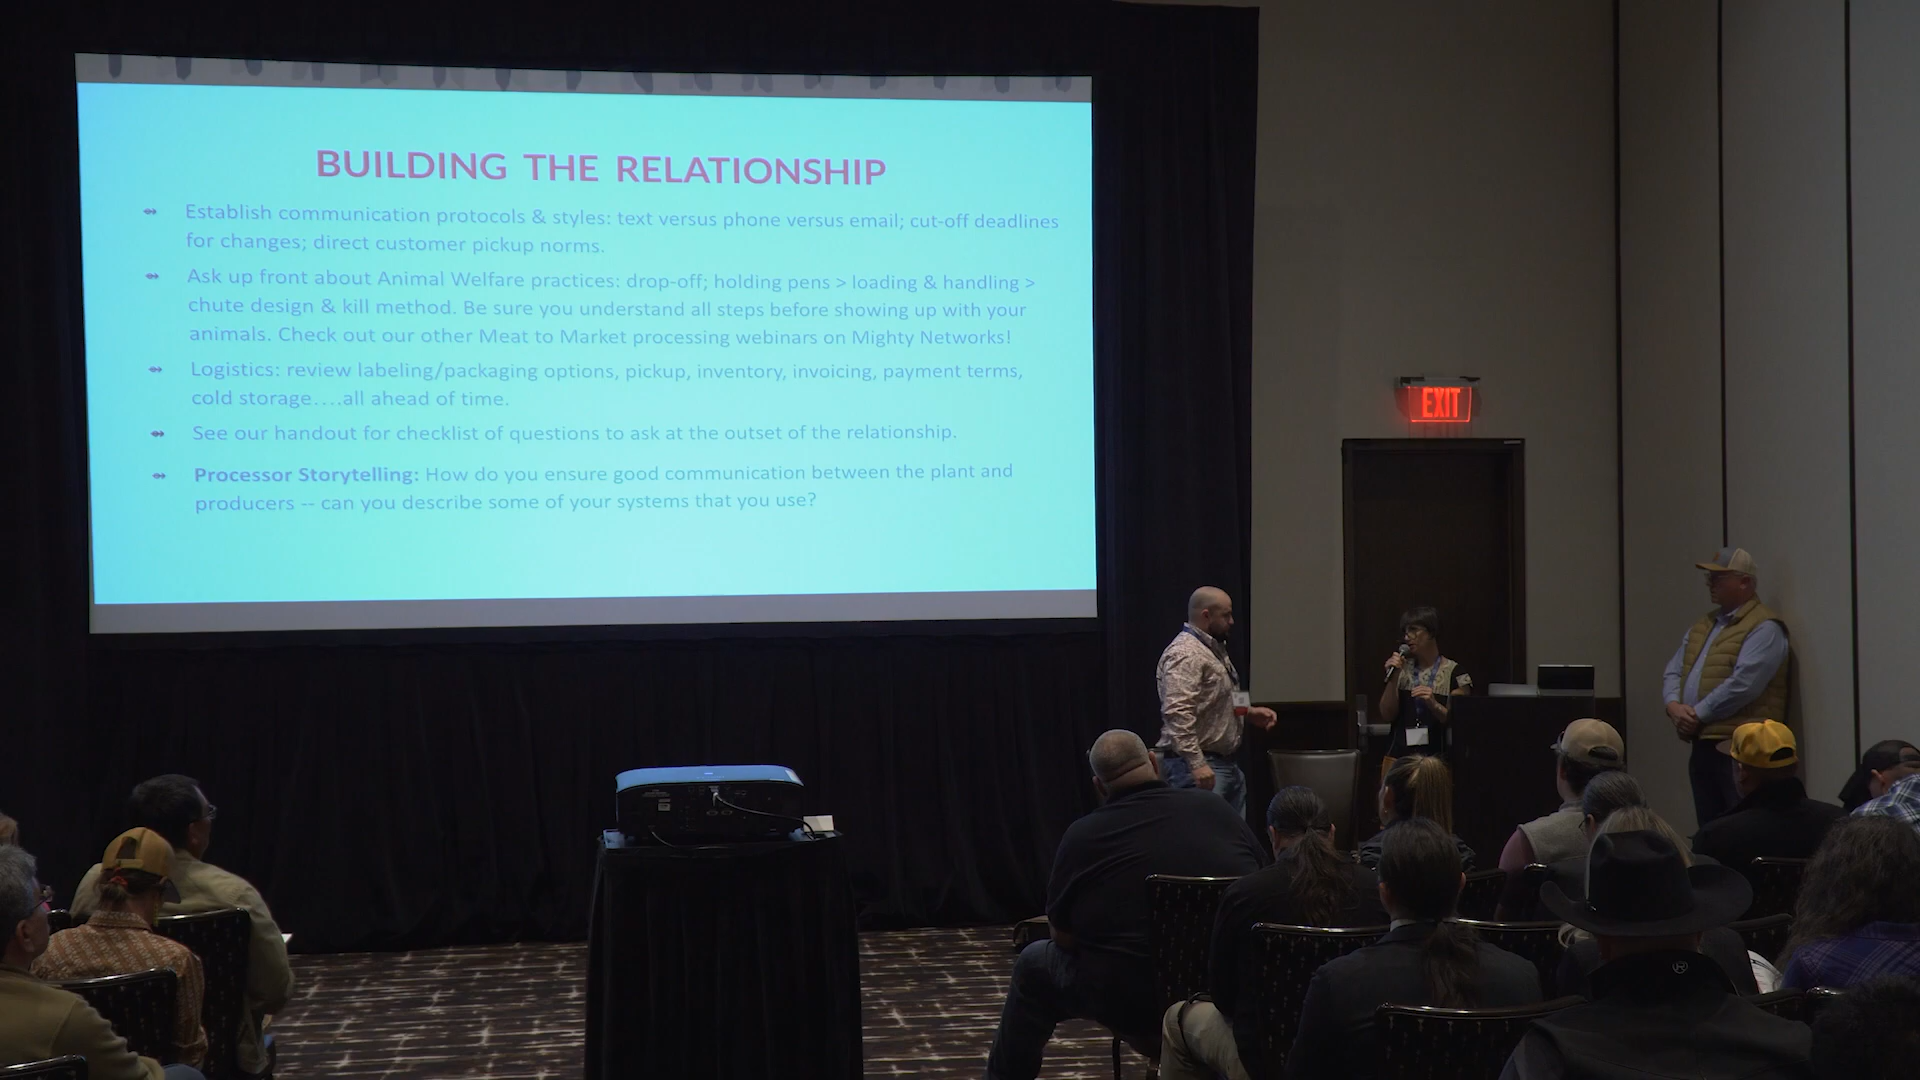 BUILDING THE RELATIONSHIP
Establish communication protocols & styles: text versus phone versus email; cut-off deadlines
for changes; direct customer pickup norms.
Ask up front about Animal Welfare practices: drop-off; holding pens > loading & handling >
chute design & kill method. Be sure you understand all steps before showing up with your
animals. Check out our other Meat to Market processing webinars on Mighty Networks!
Logistics: review labeling/packaging options, pickup, inventory, invoicing, payment terms,
cold storage....all ahead of time.
See our handout for checklist of questions to ask at the outset of the relationship.
Processor Storytelling: How do you ensure good communication between the plant and
producers -- can you describe some of your systems that you use?
EXIT